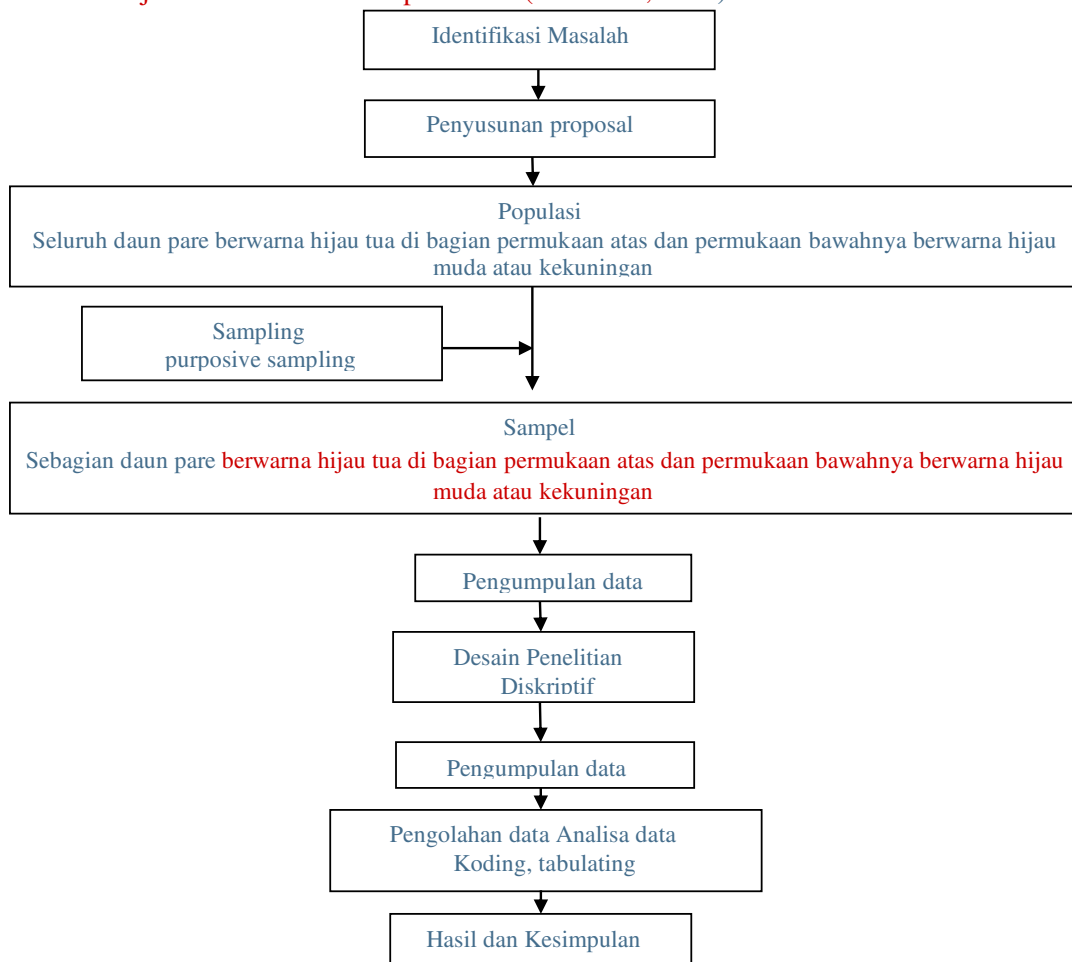 Identifikasi Masalah
Penyusunan proposal
Populasi
Seluruh daun pare berwarna hijau tua di bagian permukaan atas dan permukaan bawahnya berwarna hijau
muda atau kekuningan
Sampling
purposive sampling
Sampel
Sebagian daun pare berwarna hijau tua di bagian permukaan atas dan permukaan bawahnya berwarna hijau
muda atau kekuningan
Pengumpulan data
Desain Penelitian
Diskriptif
Pengumpulan data
Pengolahan data Analisa data
Koding, tabulating
Hasil dan Kesimpulan